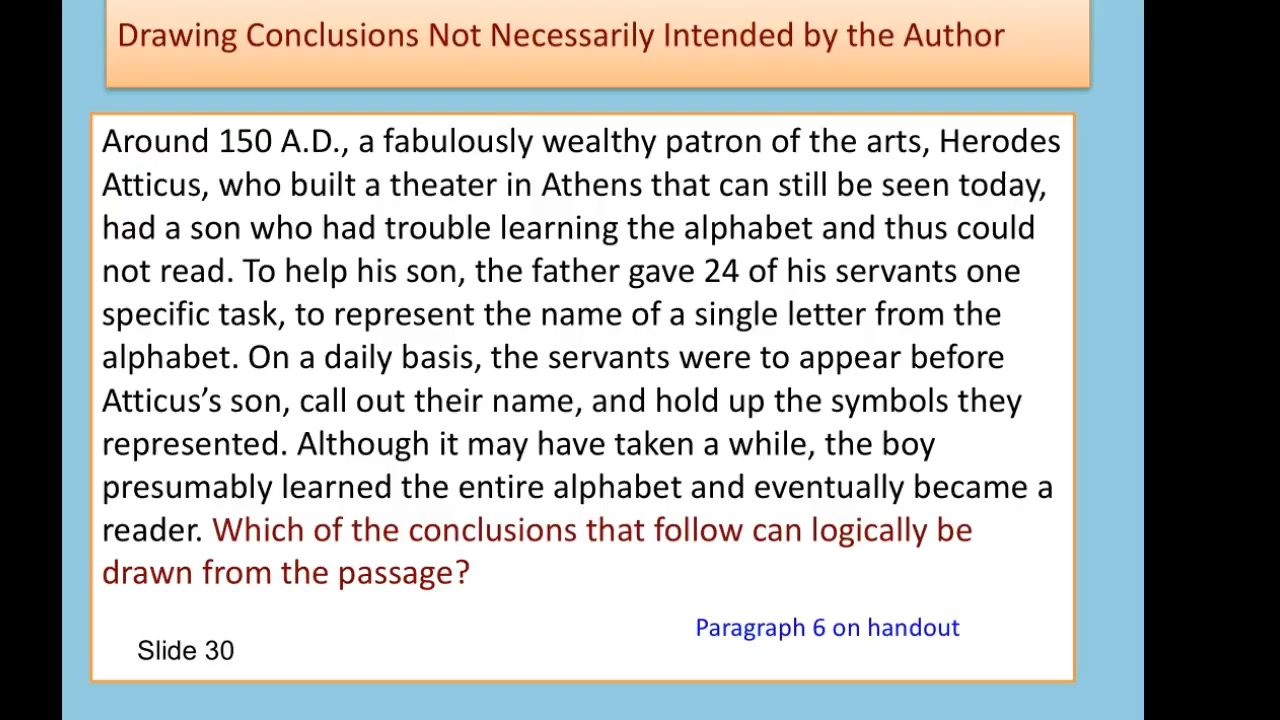 Drawing Conclusions Not Necessarily Intended by the Author
Around 150 A.D., a fabulously wealthy patron of the arts, Herodes
Atticus, who built a theater in Athens that can still be seen today,
had a son who had trouble learning the alphabet and thus could
not read. To help his son, the father gave 24 of his servants one
specific task, to represent the name of a single letter from the
alphabet. On a daily basis, the servants were to appear before
Atticus’s son, call out their name, and hold up the symbols they
represented. Although it may have taken a while, the boy
presumably learned the entire alphabet and eventually became a
reader. Which of the conclusions that follow can logically be
drawn from the passage?
Paragraph 6 on handout
Slide 30